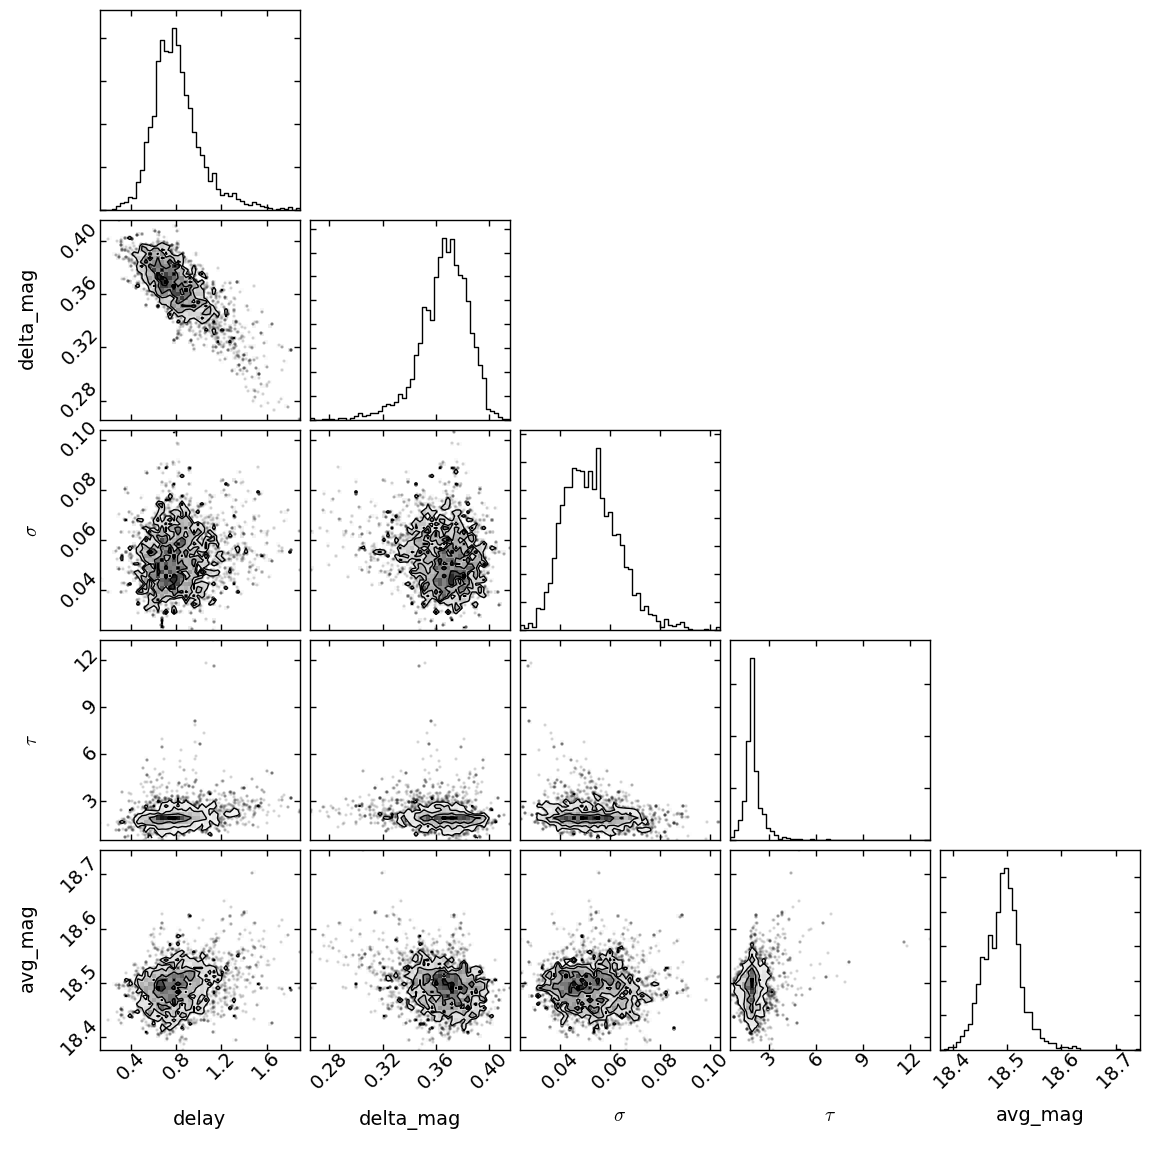 delta_mag
0.40
0.36
0.32
0.28
σ
0.10
0.08
0.06
0.04
τ
12
9
6
3
avg_mag
18.7
18.6
18.5
18.4
0.4 0.8 1.2 1.6
0.28 0.32 0.36 0.40
0.04 0.06 0.08 0.10
3 6 9 12
18.4 18.5 18.6 18.7
delay delta_mag σ τ avg_mag